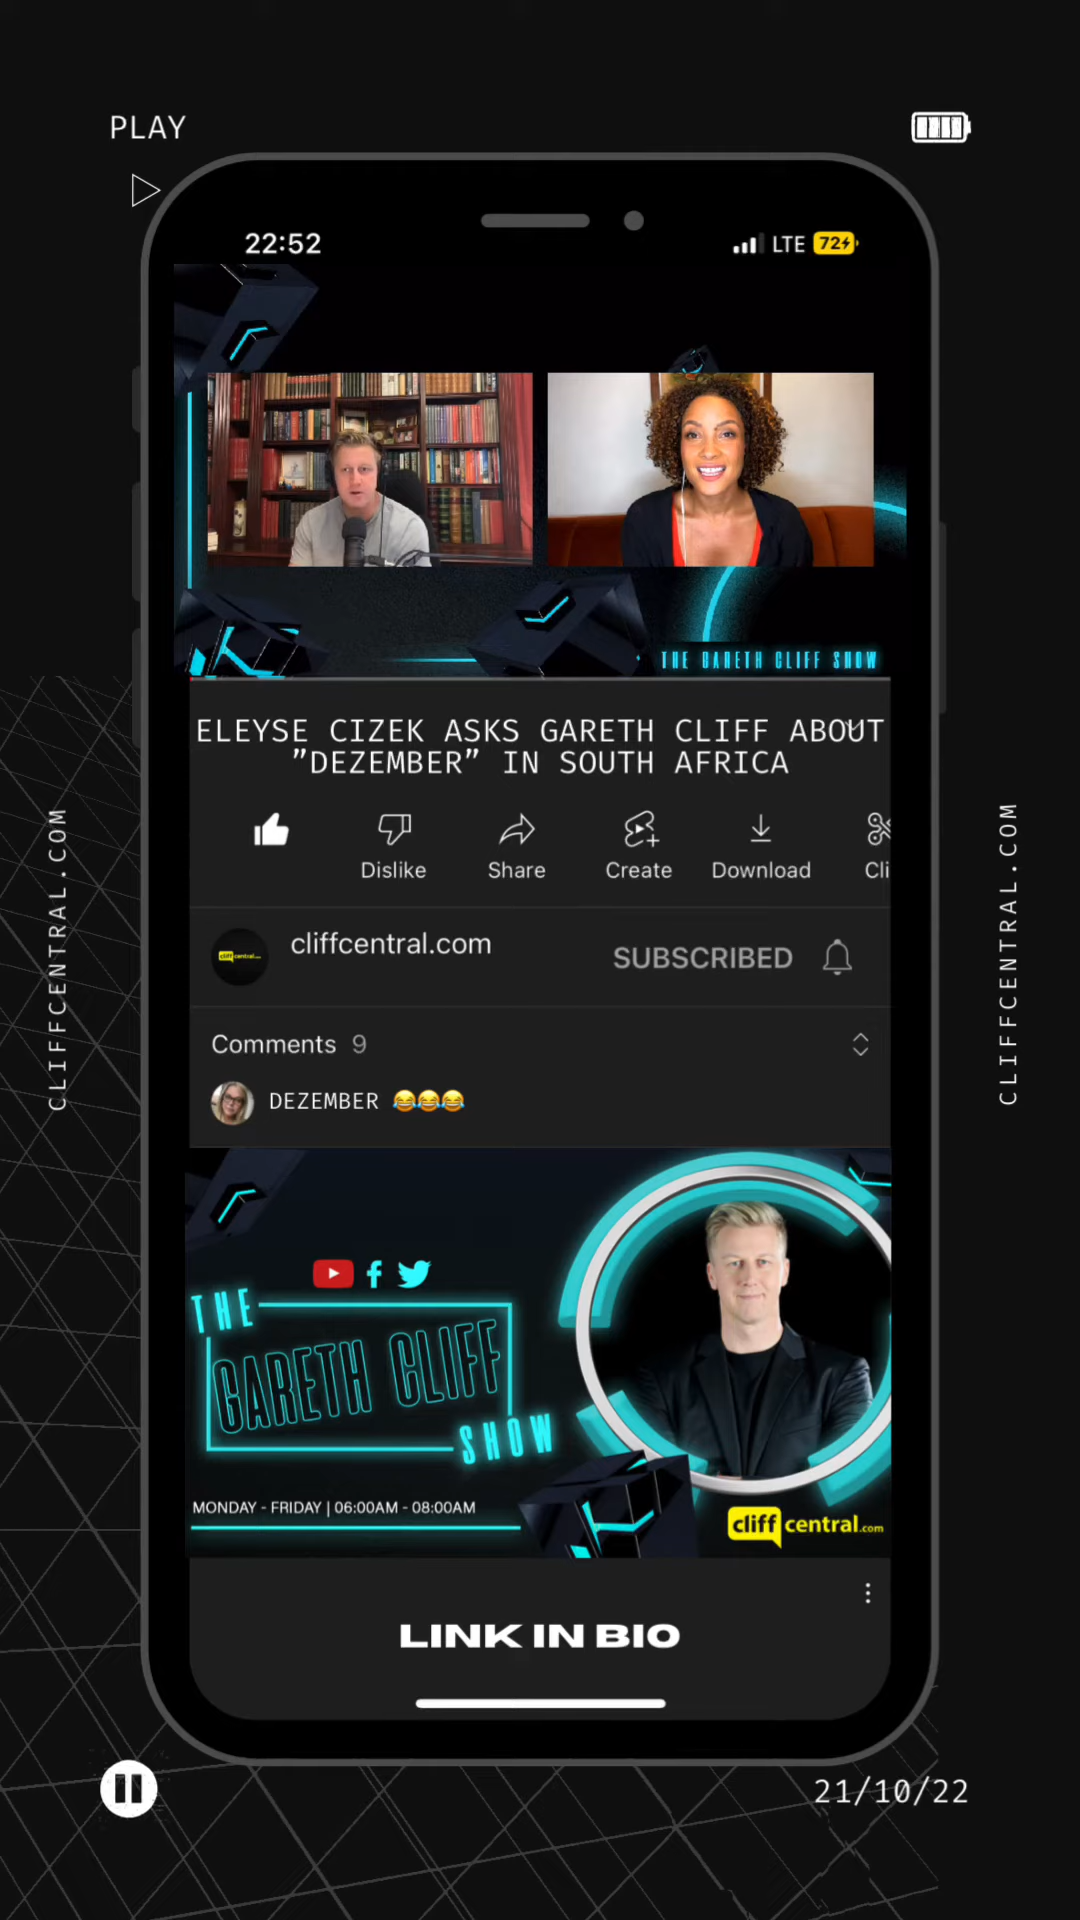 PLAY
22:52
LTE
72
THE GARETH CLIFF SHOW
ELEYSE CIZEK ASKS GARETH CLIFF ABOUT
”DEZEMBER” IN SOUTH AFRICA
Dislike
Share
Create
Download
Cli
cliffcentral.com
SUBSCRIBED
CLIFFCENTRAL.COM
CLIFFCENTRAL.COM
Comments 9
DEZEMBER 😂😂😂
THE
GARETH CLIFF
SHOW
MONDAY - FRIDAY | 06:00AM - 08:00AM
cliffcentral.com
LINK IN BIO
21/10/22